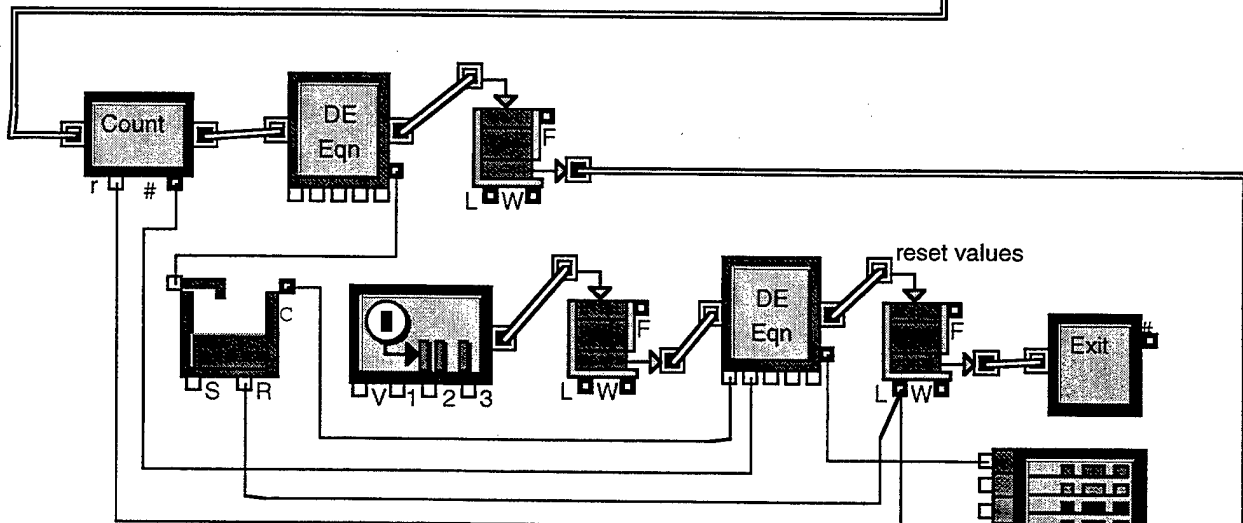 Count
DE
Eqn
F
r
#
L W
reset values
C
DE
Eqn
F
F
#
Exit
S R
V 1 2 3
L W
L W